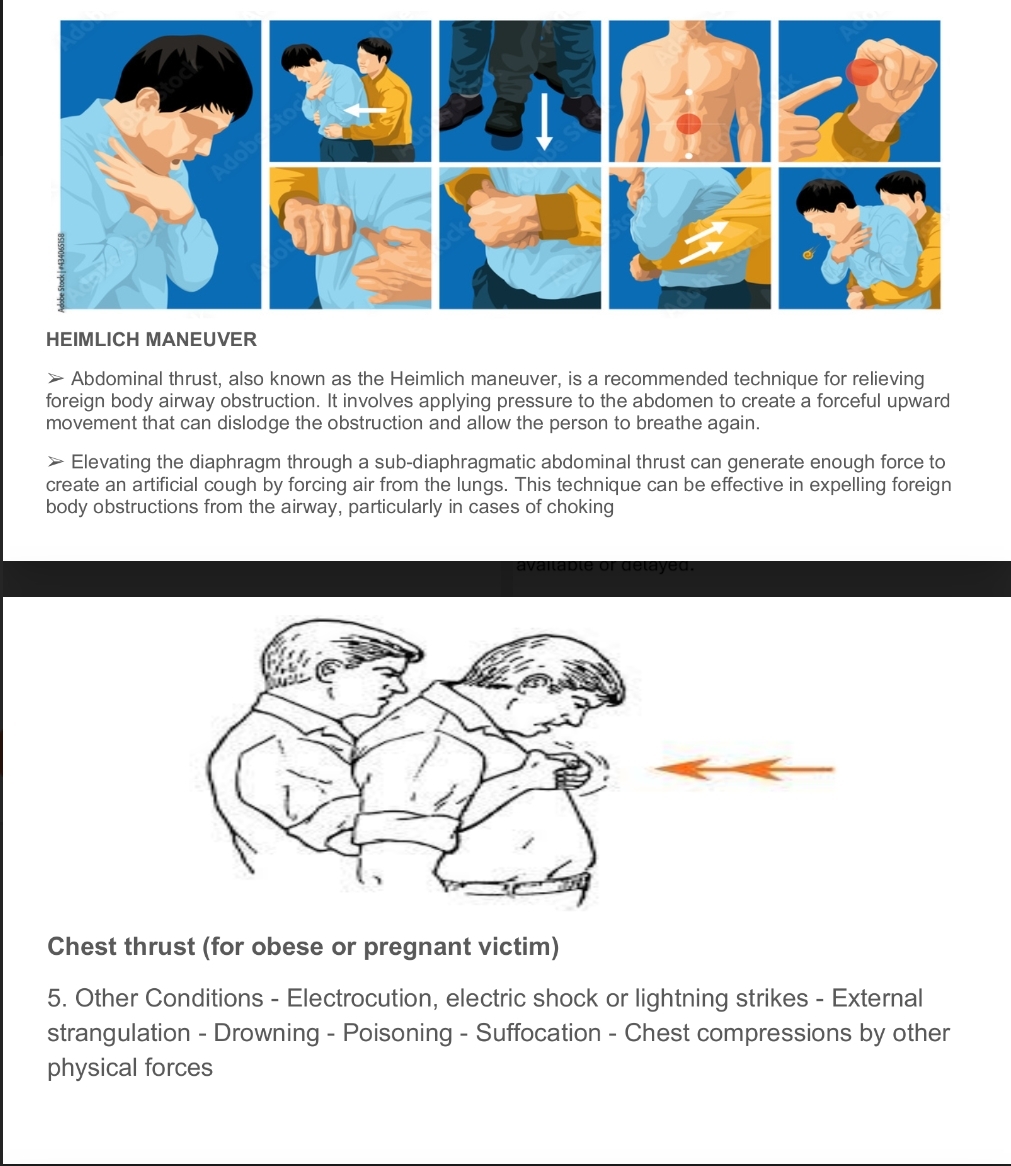 Adobe Stock | #434065158
HEIMLICH MANEUVER
➢ Abdominal thrust, also known as the Heimlich maneuver, is a recommended technique for relieving
foreign body airway obstruction. It involves applying pressure to the abdomen to create a forceful upward
movement that can dislodge the obstruction and allow the person to breathe again.
➢ Elevating the diaphragm through a sub-diaphragmatic abdominal thrust can generate enough force to
create an artificial cough by forcing air from the lungs. This technique can be effective in expelling foreign
body obstructions from the airway, particularly in cases of choking
available or delayed.
Chest thrust (for obese or pregnant victim)
5. Other Conditions - Electrocution, electric shock or lightning strikes - External
strangulation - Drowning - Poisoning - Suffocation - Chest compressions by other
physical forces